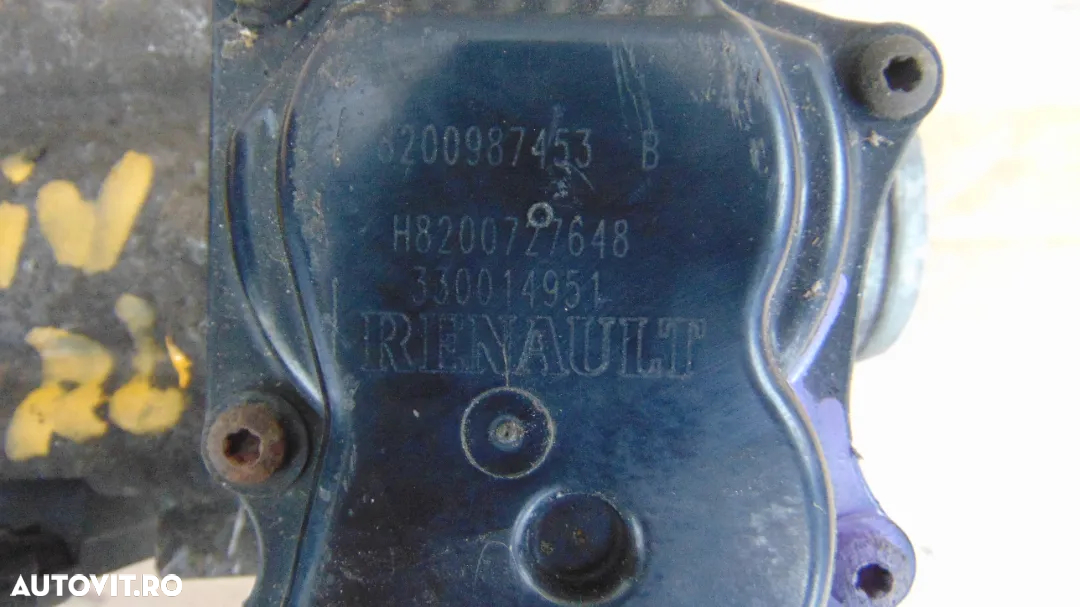 8200987453 B
H8200727648
330014951
RENAULT
AUTOVIT.RO